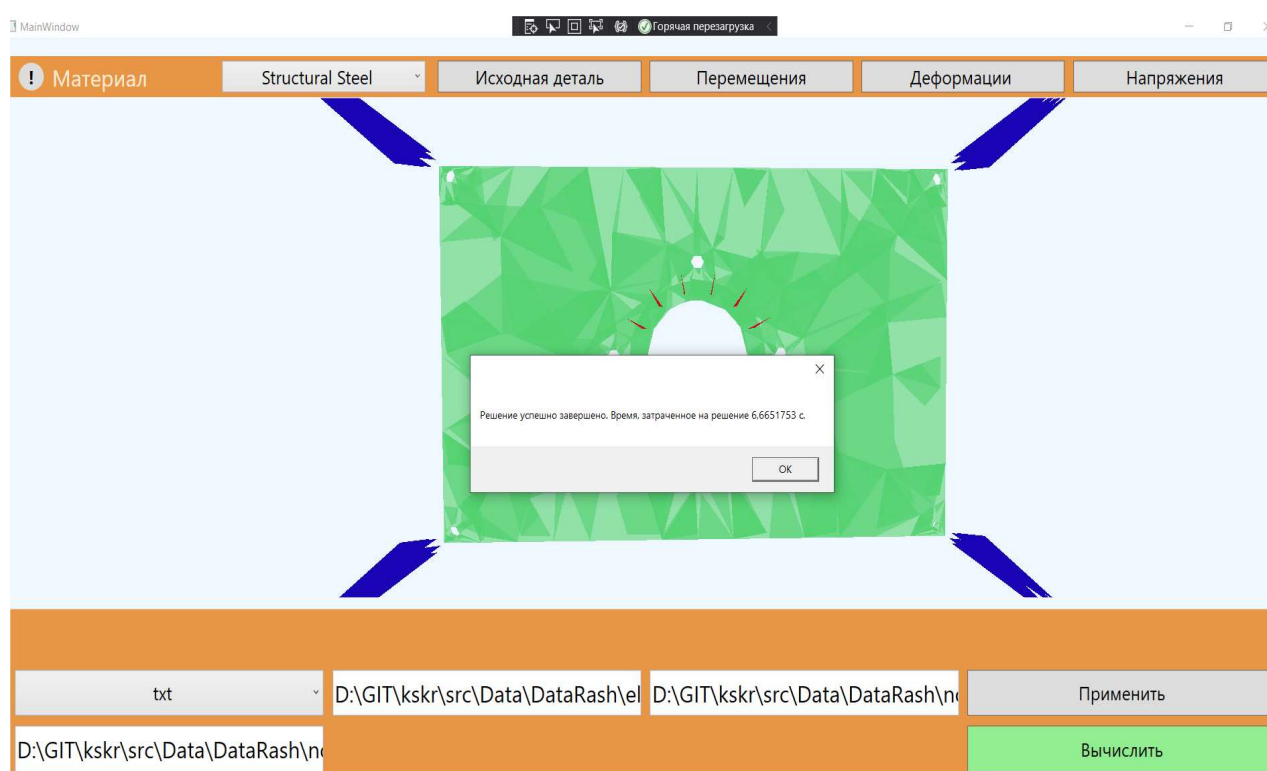 MainWindow
Горячая перезагрузка
! Материал
Structural Steel
Исходная деталь
Перемещения
Деформации
Напряжения
Решение успешно завершено. Время, затраченное на решение 6,6651753 с.
OK
txt
D:\GIT\kskr\src\Data\DataRash\el
D:\GIT\kskr\src\Data\DataRash\no
Применить
D:\GIT\kskr\src\Data\DataRash\no
Вычислить